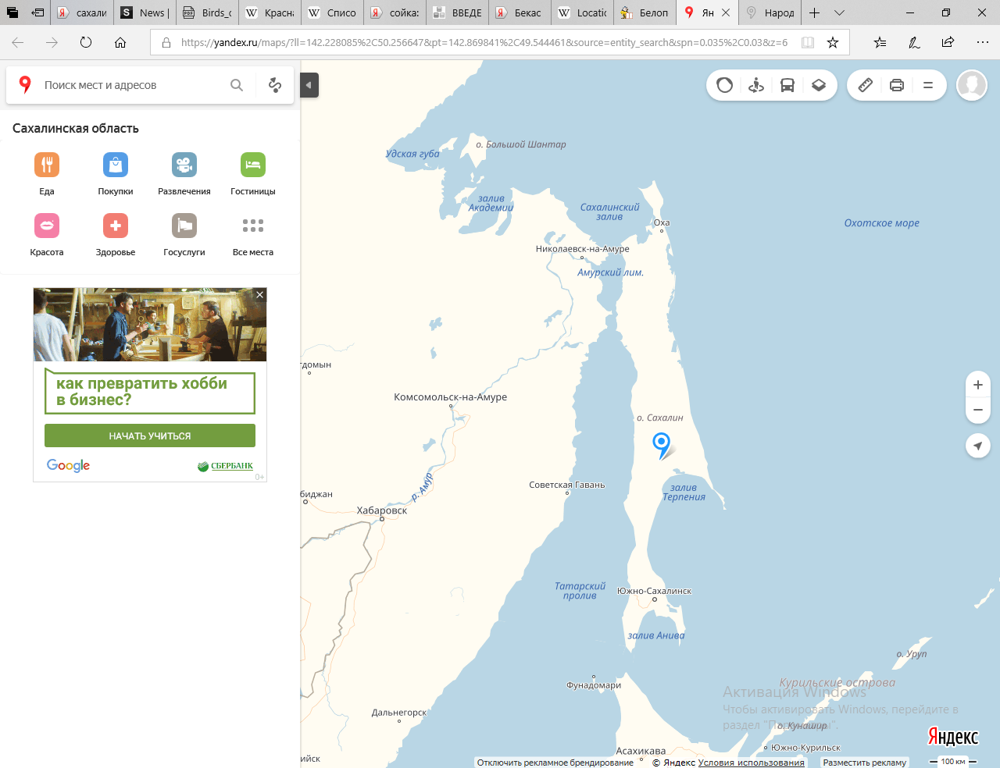 сахали
News |
Birds_c
Красна
Списо
сойка:
ВВЕДЕ
Бекас
Locatio
Белоп
Ян
Народ
https://yandex.ru/maps/?ll=142.228085%2C50.256647&pt=142.869841%2C49.544461&source=entity_search&spn=0.035%2C0.03&z=6
Поиск мест и адресов
Сахалинская область
Еда
Покупки
Развлечения
Гостиницы
Красота
Здоровье
Госуслуги
Все места
как превратить хобби
в бизнес?
НАЧАТЬ УЧИТЬСЯ
Google
СБЕРБАНК
0+
о. Большой Шантар
Удская губа
залив
Академии
Сахалинский
залив
Оха
Охотское море
Николаевск-на-Амуре
Амурский лим.
гдомын
Комсомольск-на-Амуре
о. Сахалин
Советская Гавань
залив
Терпения
р. Амур
биджан
Хабаровск
Татарский
пролив
Южно-Сахалинск
залив Анива
о. Уруп
Фунадомари
Курильские острова
Активация Windows
Чтобы активировать Windows, перейдите в
раздел "Параметры".
о. Кунашир
Дальнегорск
Яндекс
Южно-Курильск
Асахикава
ийск
Отключить рекламное брендирование
© Яндекс Условия использования
Разместить рекламу
100 км